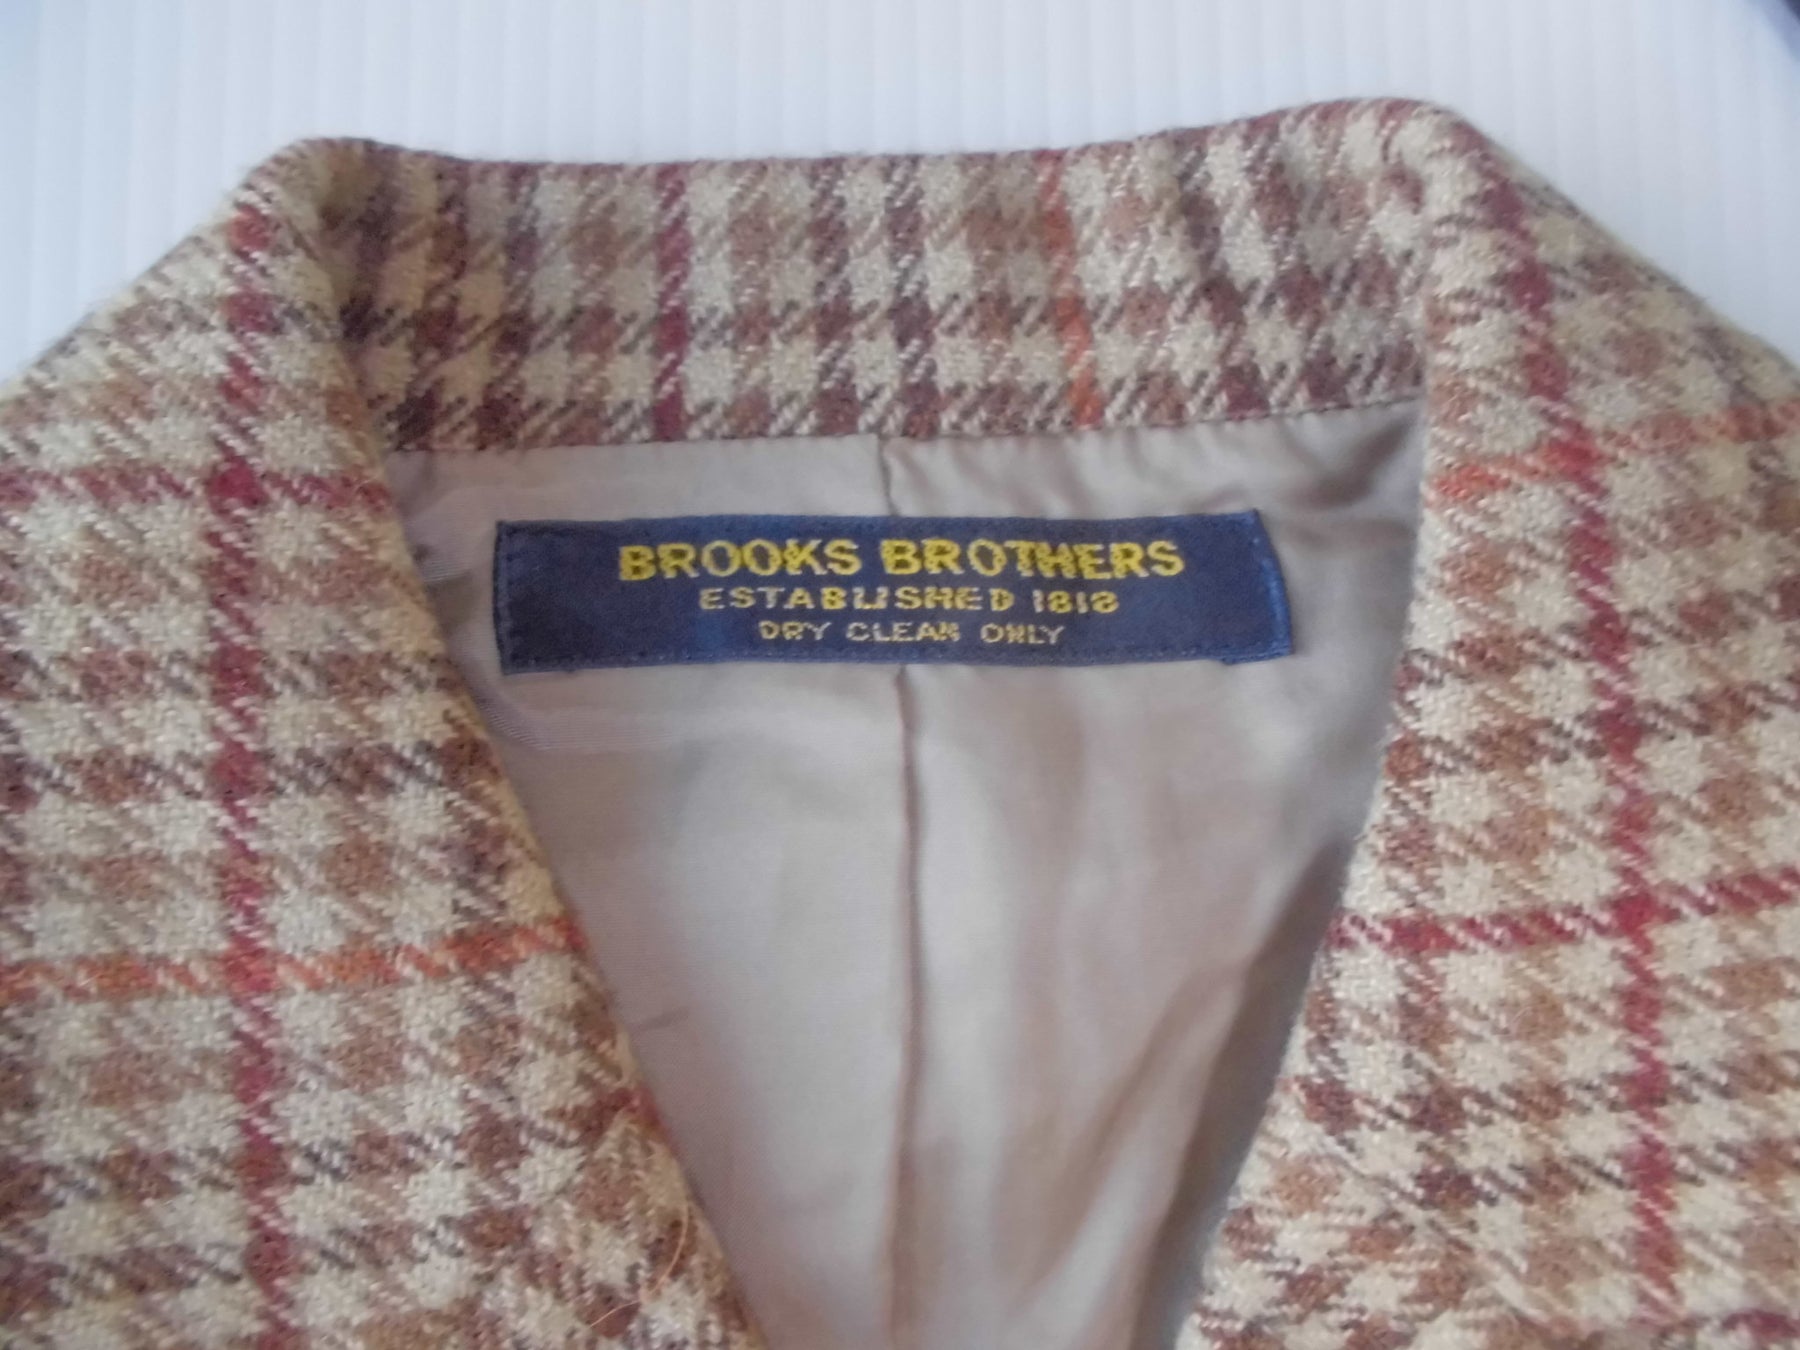 BROOKS BROTHERS
ESTABLISHED 1818
DRY CLEAN ONLY